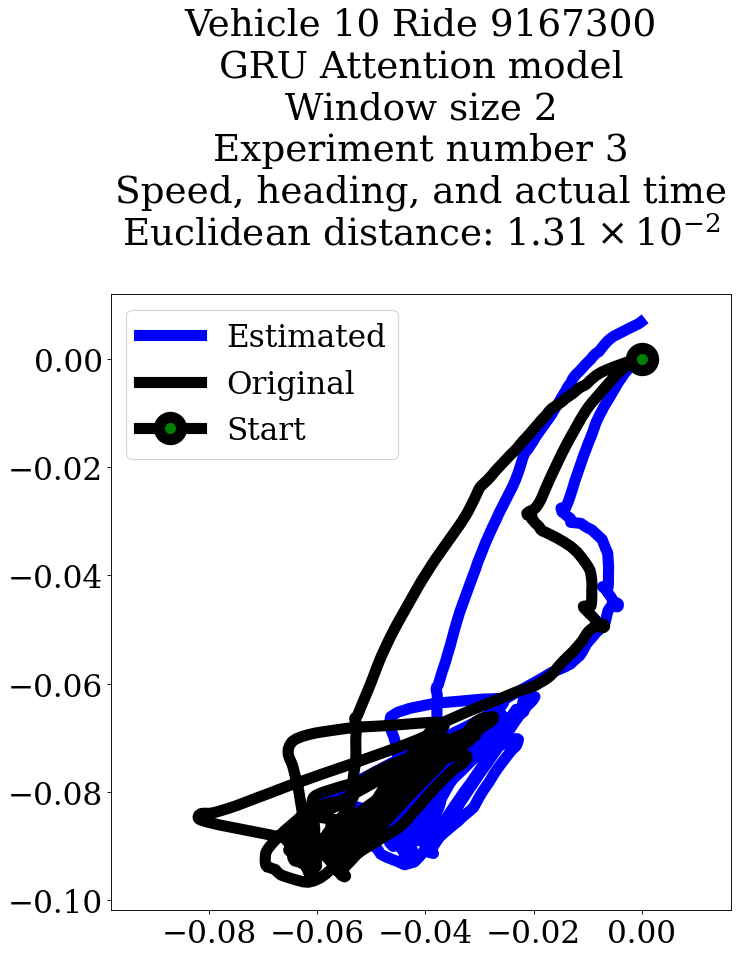 Vehicle 10 Ride 9167300
GRU Attention model
Window size 2
Experiment number 3
Speed, heading, and actual time
Euclidean distance: 1.31 × 10⁻²
Estimated
Original
Start
0.00
−0.02
−0.04
−0.06
−0.08
−0.10
−0.08 −0.06 −0.04 −0.02 0.00